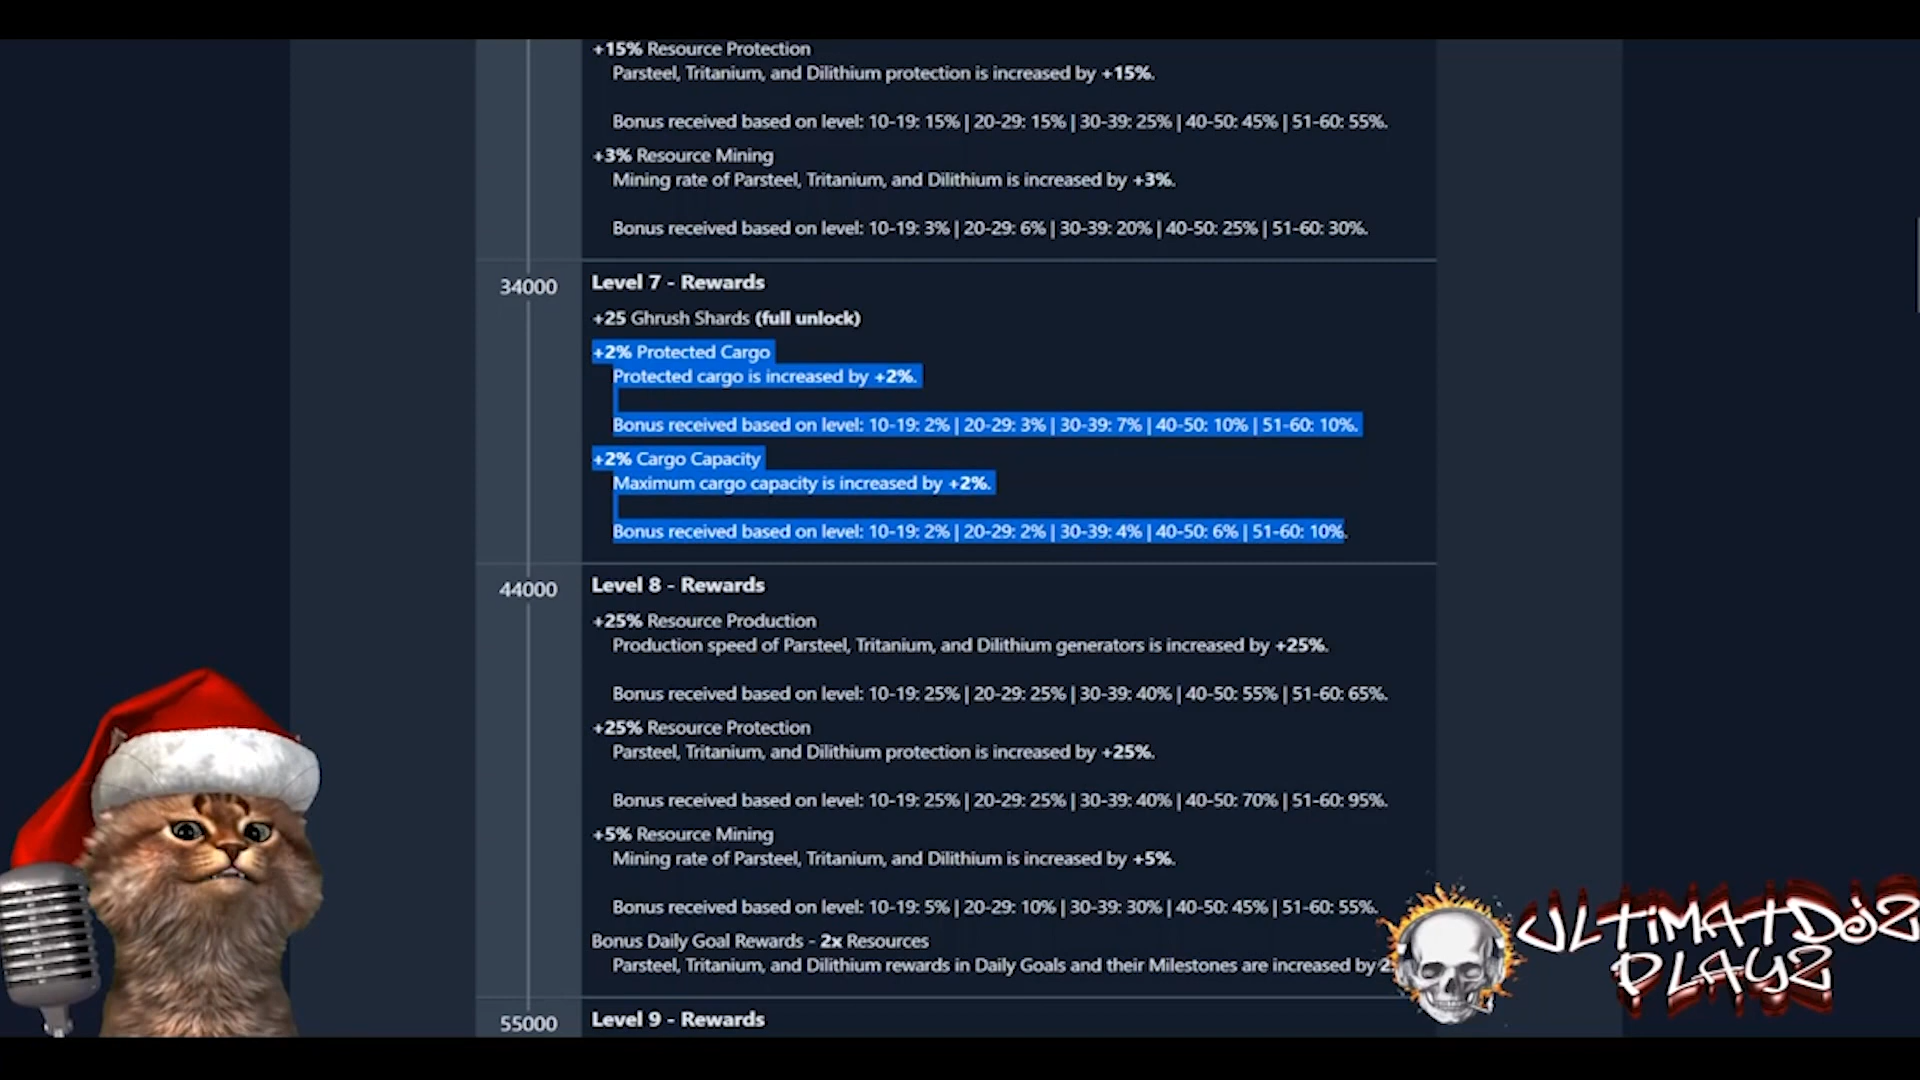 +15% Resource Protection
Parsteel, Tritanium, and Dilithium protection is increased by +15%.
Bonus received based on level: 10-19: 15% | 20-29: 15% | 30-39: 25% | 40-50: 45% | 51-60: 55%.
+3% Resource Mining
Mining rate of Parsteel, Tritanium, and Dilithium is increased by +3%.
Bonus received based on level: 10-19: 3% | 20-29: 6% | 30-39: 20% | 40-50: 25% | 51-60: 30%.
34000
Level 7 - Rewards
+25 Ghrush Shards (full unlock)
+2% Protected Cargo
Protected cargo is increased by +2%.
Bonus received based on level: 10-19: 2% | 20-29: 3% | 30-39: 7% | 40-50: 10% | 51-60: 10%.
+2% Cargo Capacity
Maximum cargo capacity is increased by +2%.
Bonus received based on level: 10-19: 2% | 20-29: 2% | 30-39: 4% | 40-50: 6% | 51-60: 10%.
44000
Level 8 - Rewards
+25% Resource Production
Production speed of Parsteel, Tritanium, and Dilithium generators is increased by +25%.
Bonus received based on level: 10-19: 25% | 20-29: 25% | 30-39: 40% | 40-50: 55% | 51-60: 65%.
+25% Resource Protection
Parsteel, Tritanium, and Dilithium protection is increased by +25%.
Bonus received based on level: 10-19: 25% | 20-29: 25% | 30-39: 40% | 40-50: 70% | 51-60: 95%.
+5% Resource Mining
Mining rate of Parsteel, Tritanium, and Dilithium is increased by +5%.
Bonus received based on level: 10-19: 5% | 20-29: 10% | 30-39: 30% | 40-50: 45% | 51-60: 55%.
Bonus Daily Goal Rewards - 2x Resources
Parsteel, Tritanium, and Dilithium rewards in Daily Goals and their Milestones are increased by 2
55000
Level 9 - Rewards
ULTiMATDJZ
PLAYZ